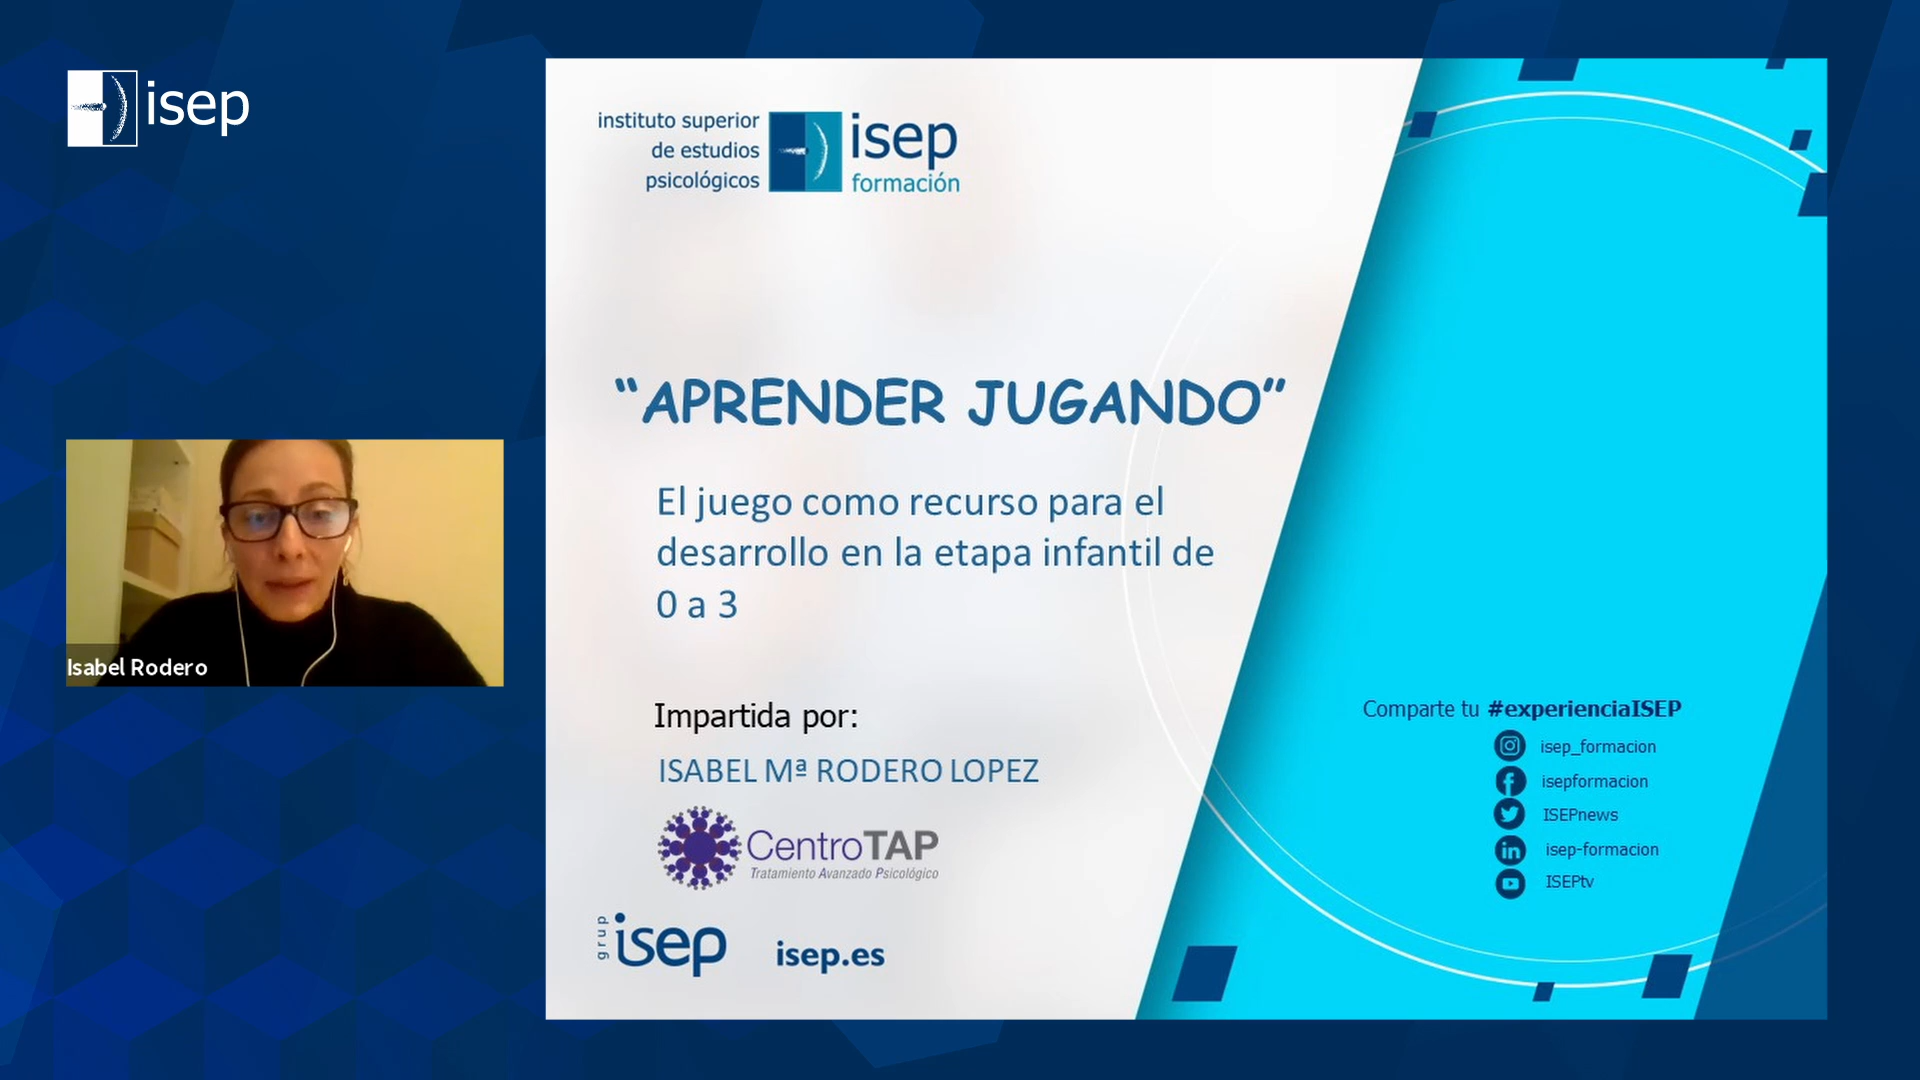 isep
instituto superior
de estudios
psicológicos
isep
formación
“APRENDER JUGANDO”
El juego como recurso para el
desarrollo en la etapa infantil de
0 a 3
Isabel Rodero
Impartida por:
ISABEL Mª RODERO LOPEZ
CentroTAP
Tratamiento Avanzado Psicológico
grup isep
isep.es
Comparte tu #experienciaISEP
isep_formacion
isepformacion
ISEPnews
isep-formacion
ISEPtv